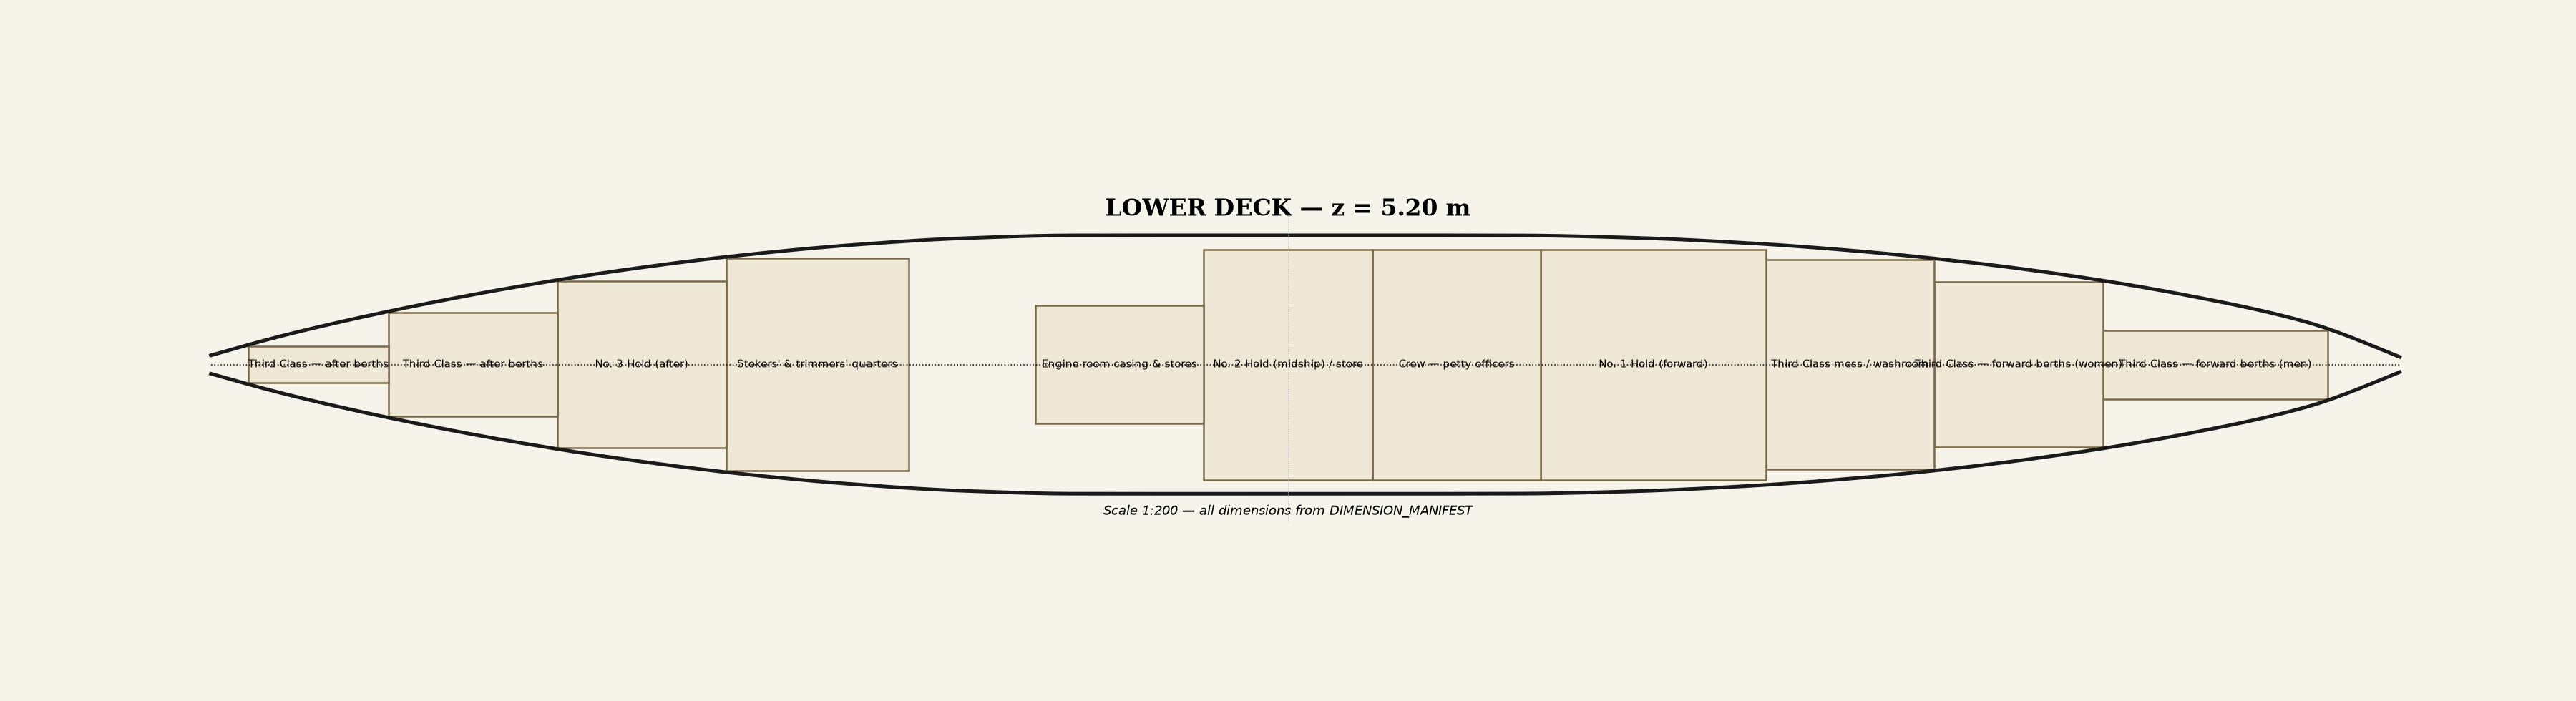 LOWER DECK — z = 5.20 m
Third Class — after berths
Third Class — after berths
No. 3 Hold (after)
Stokers' & trimmers' quarters
Engine room casing & stores
No. 2 Hold (midship) / store
Crew — petty officers
No. 1 Hold (forward)
Third Class mess / washroom
Third Class — forward berths (women)
Third Class — forward berths (men)
Scale 1:200 — all dimensions from DIMENSION_MANIFEST